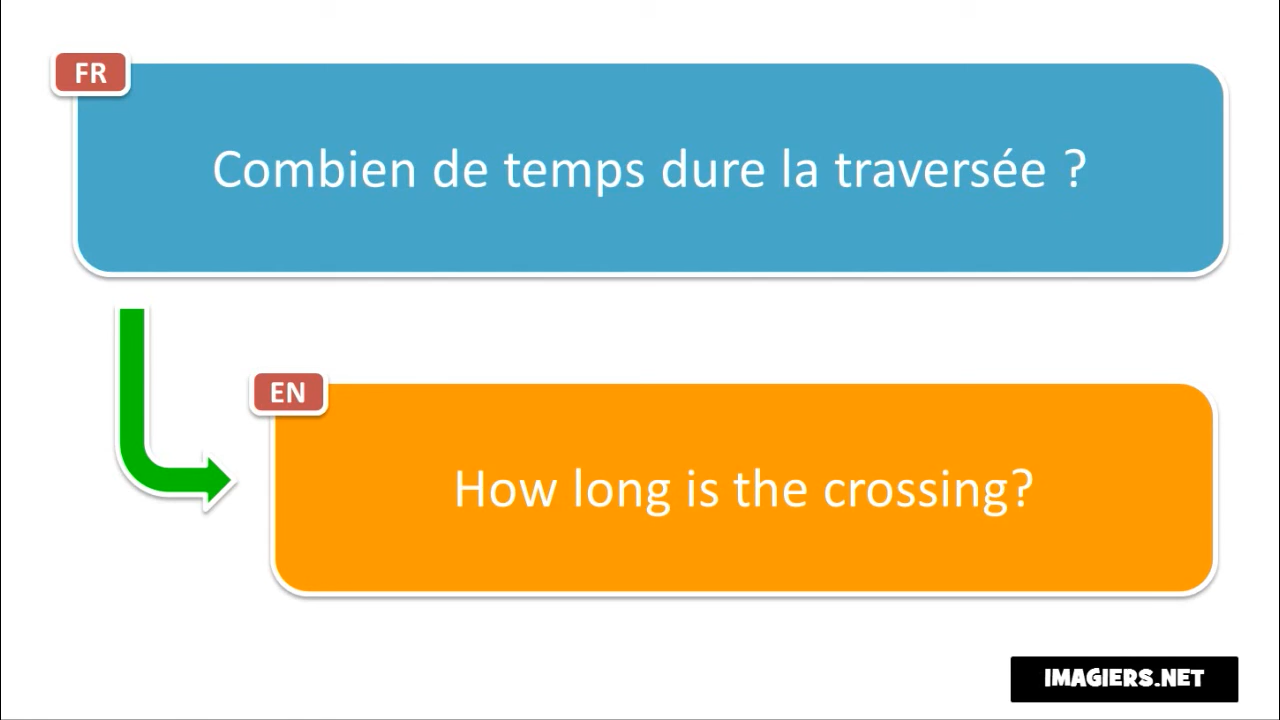 FR
Combien de temps dure la traversée ?
EN
How long is the crossing?
IMAGIERS.NET